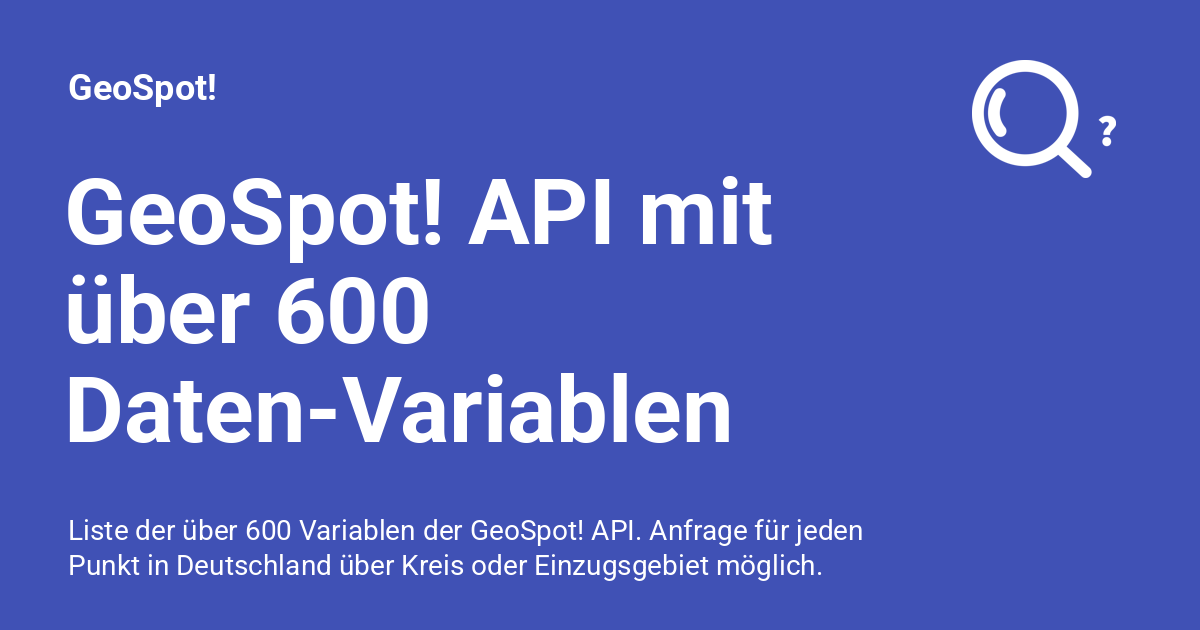 GeoSpot!
?
GeoSpot! API mit
über 600
Daten-Variablen
Liste der über 600 Variablen der GeoSpot! API. Anfrage für jeden
Punkt in Deutschland über Kreis oder Einzugsgebiet möglich.